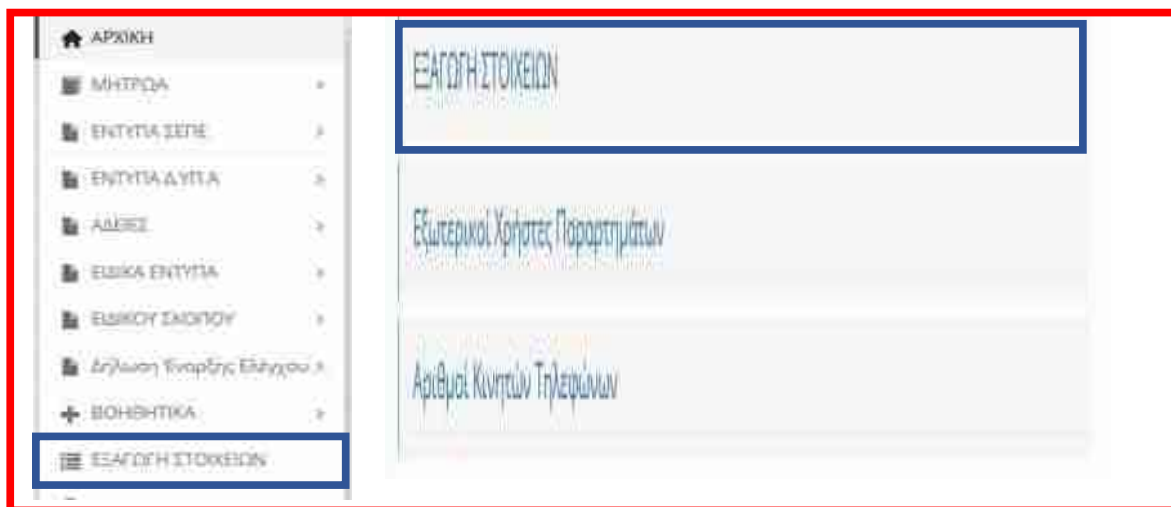 ΑΡΧΙΚΗ
ΜΗΤΡΩΑ
ΕΝΤΥΠΑ ΣΕΠΕ
ΕΝΤΥΠΑ Δ.ΥΠ.Α
ΑΔΕΙΕΣ
ΕΙΔΙΚΑ ΕΝΤΥΠΑ
ΕΙΔΙΚΟΥ ΣΚΟΠΟΥ
Δήλωση Έναρξης Ελέγχου
ΒΟΗΘΗΤΙΚΑ
ΕΞΑΓΩΓΗ ΣΤΟΙΧΕΙΩΝ
ΕΞΑΓΩΓΗ ΣΤΟΙΧΕΙΩΝ
Εξωτερικοί Χρήστες Παραρτημάτων
Αριθμοί Κινητών Τηλεφώνων